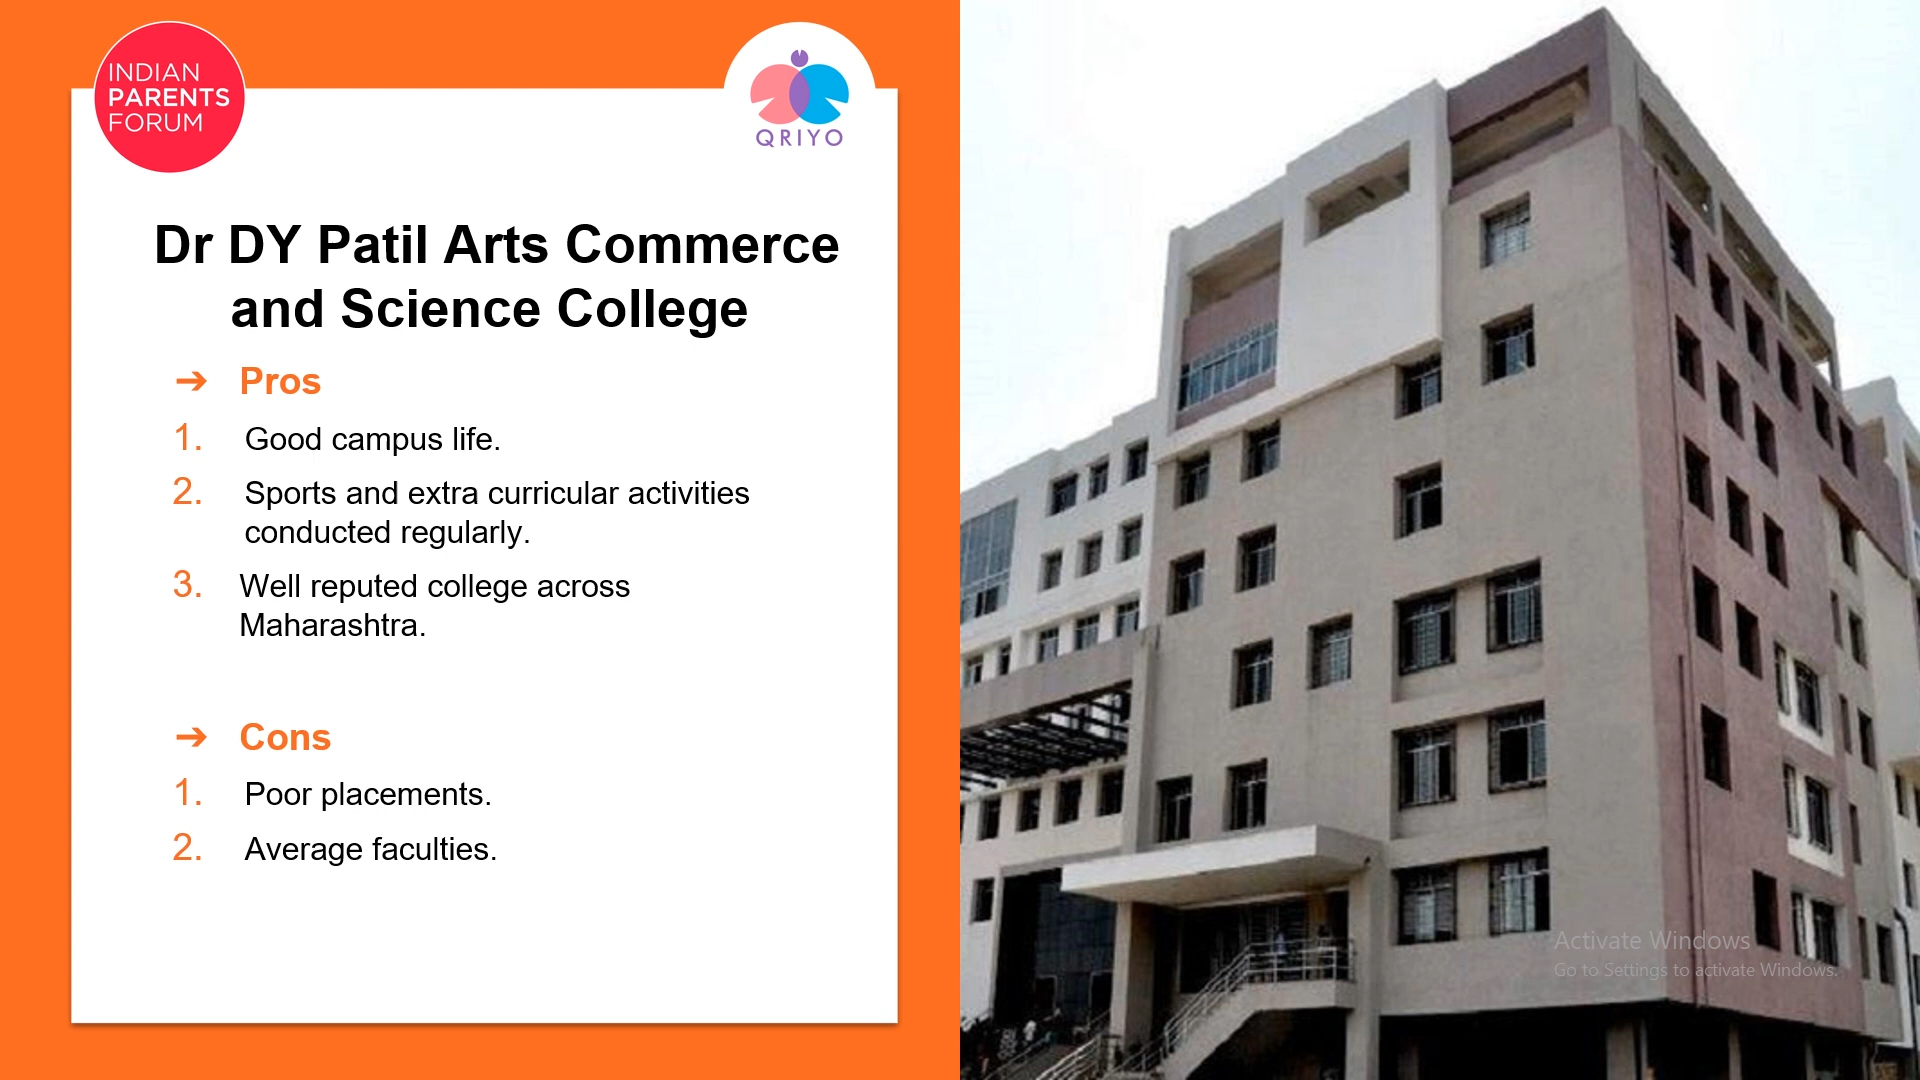 INDIAN
PARENTS
FORUM
QRIYO
Dr DY Patil Arts Commerce
and Science College
➔ Pros
1. Good campus life.
2. Sports and extra curricular activities
conducted regularly.
3. Well reputed college across
Maharashtra.
➔ Cons
1. Poor placements.
2. Average faculties.
Activate Windows
Go to Settings to activate Windows.